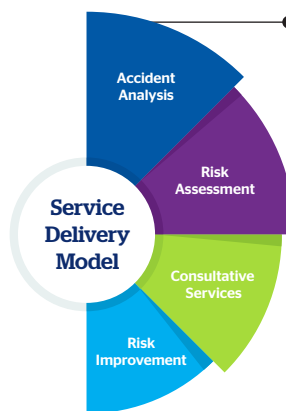 Accident
Analysis
Risk
Assessment
Service
Delivery
Model
Consultative
Services
Risk
Improvement